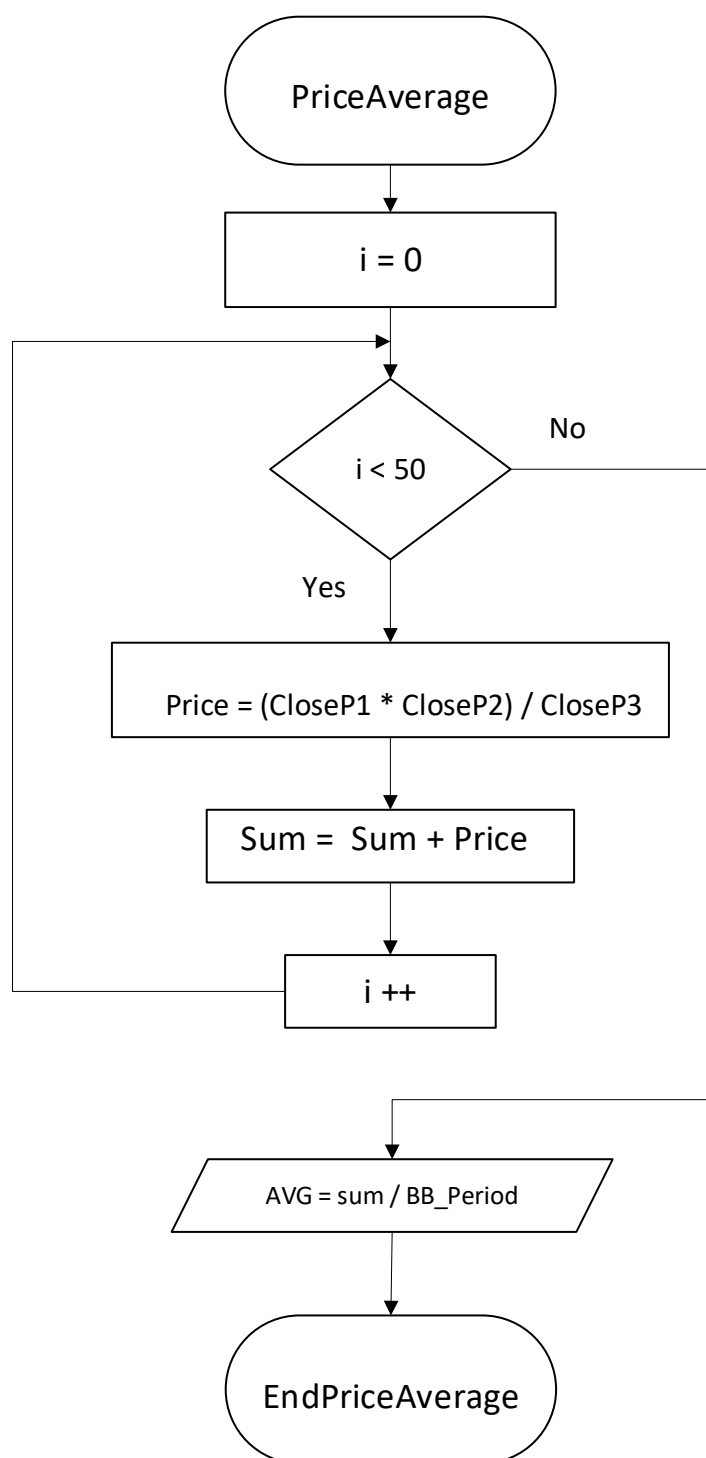 PriceAverage
i = 0
i < 50
No
Yes
Price = (CloseP1 * CloseP2) / CloseP3
Sum =  Sum + Price
i ++
AVG = sum / BB_Period
EndPriceAverage